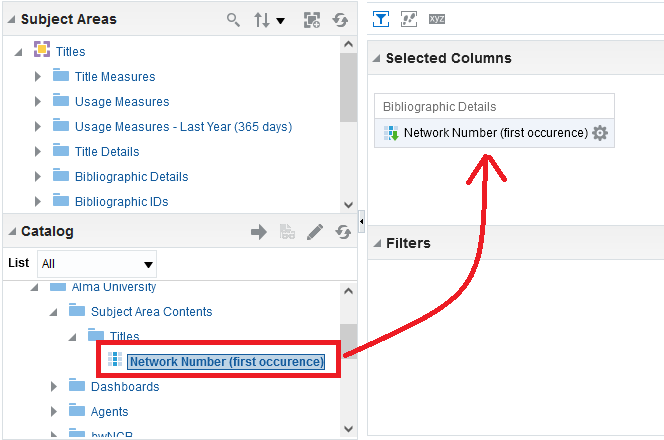 Subject Areas
Titles
Title Measures
Usage Measures
Usage Measures - Last Year (365 days)
Title Details
Bibliographic Details
Bibliographic IDs
Catalog
List All
Alma University
Subject Area Contents
Titles
Network Number (first occurence)
Dashboards
Agents
bwNCR
xyz
Selected Columns
Bibliographic Details
Network Number (first occurence)
Filters